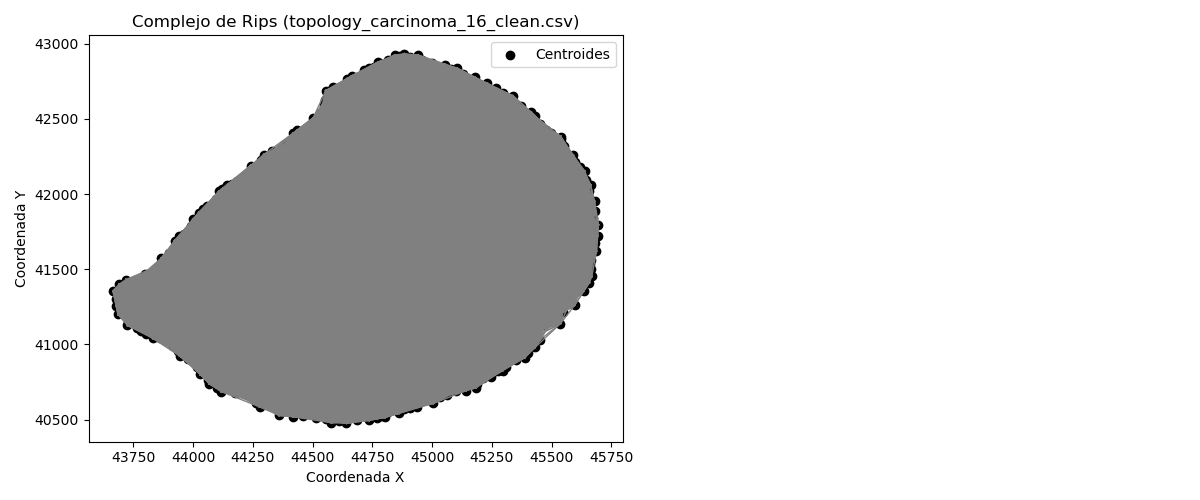 Complejo de Rips (topology_carcinoma_16_clean.csv)
Centroides
43000
42500
42000
41500
41000
40500
Coordenada Y
43750 44000 44250 44500 44750 45000 45250 45500 45750
Coordenada X